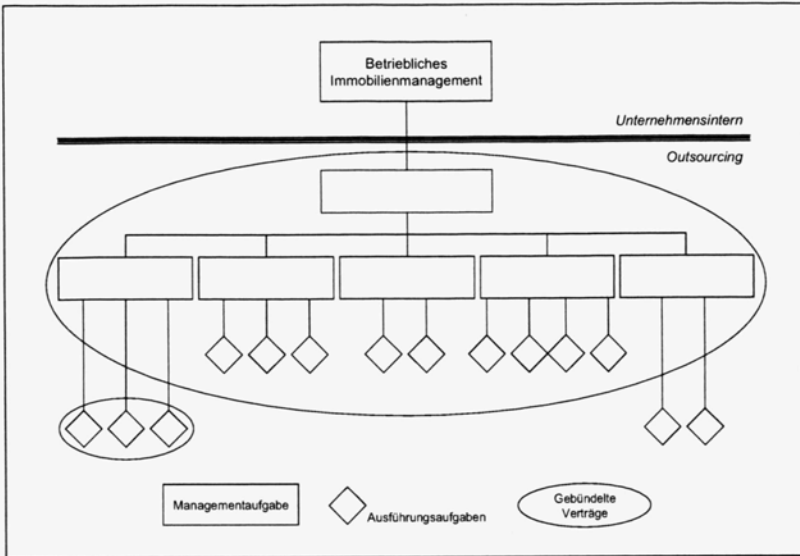 Betriebliches
Immobilienmanagement
Unternehmensintern
Outsourcing
Managementaufgabe
Ausführungsaufgaben
Gebündelte
Verträge